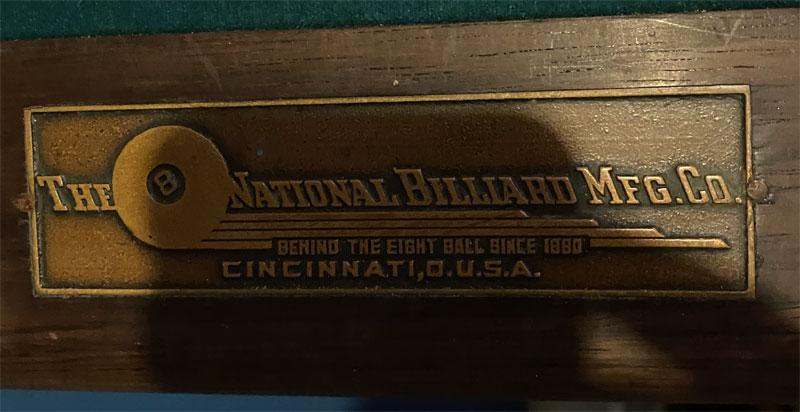 THE 8 NATIONAL BILLIARD MFG. CO.
BEHIND THE EIGHT BALL SINCE 1880
CINCINNATI, O. U.S.A.